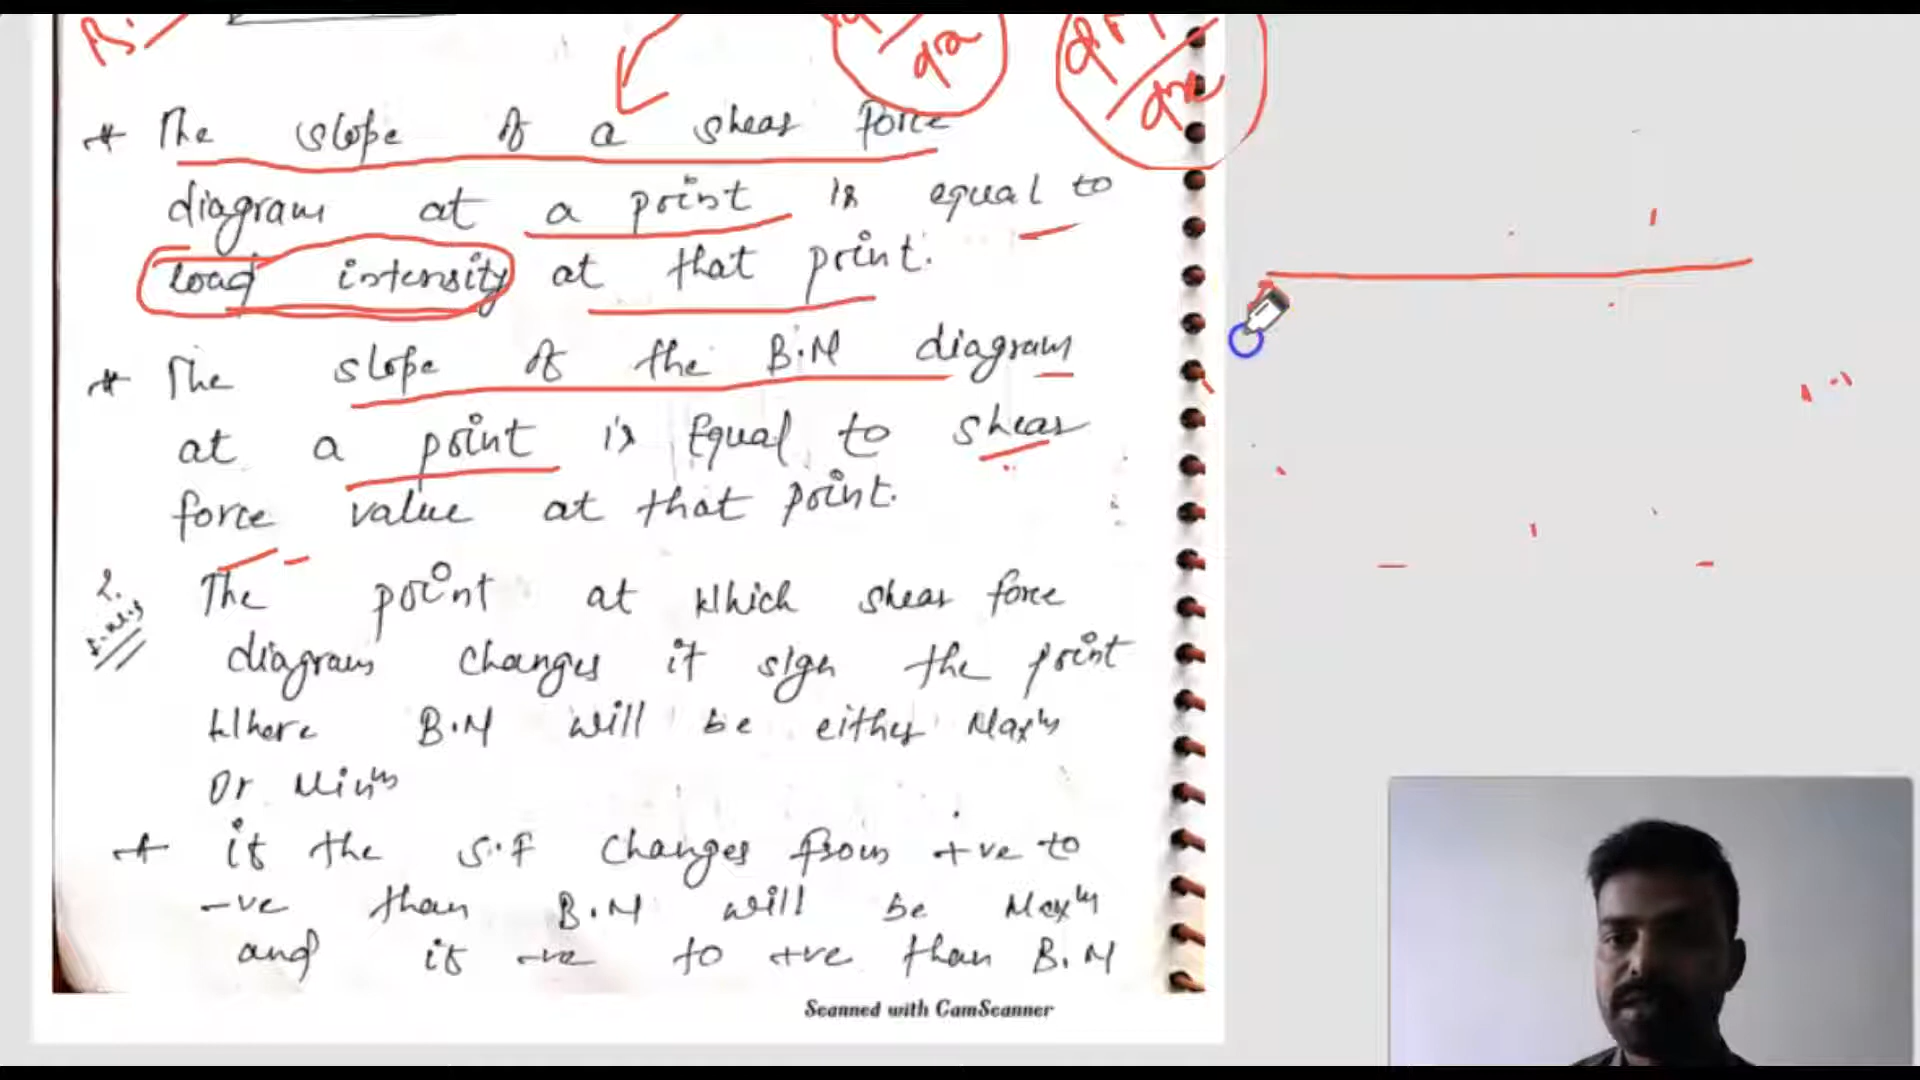 * The slope of a shear force
diagram at a point is equal to
load intensity at that point.
* The slope of the B.M diagram
at a point is Equal to shear
force value at that point.
2. The point at which shear force
diagram changes it sign the point
Where B.M will be either Maxᵐ
Or Minᵐ
* if the S.F changes from +ve to
-ve than B.M will be Maxᵐ
and if -ve to +ve than B.M
Scanned with CamScanner